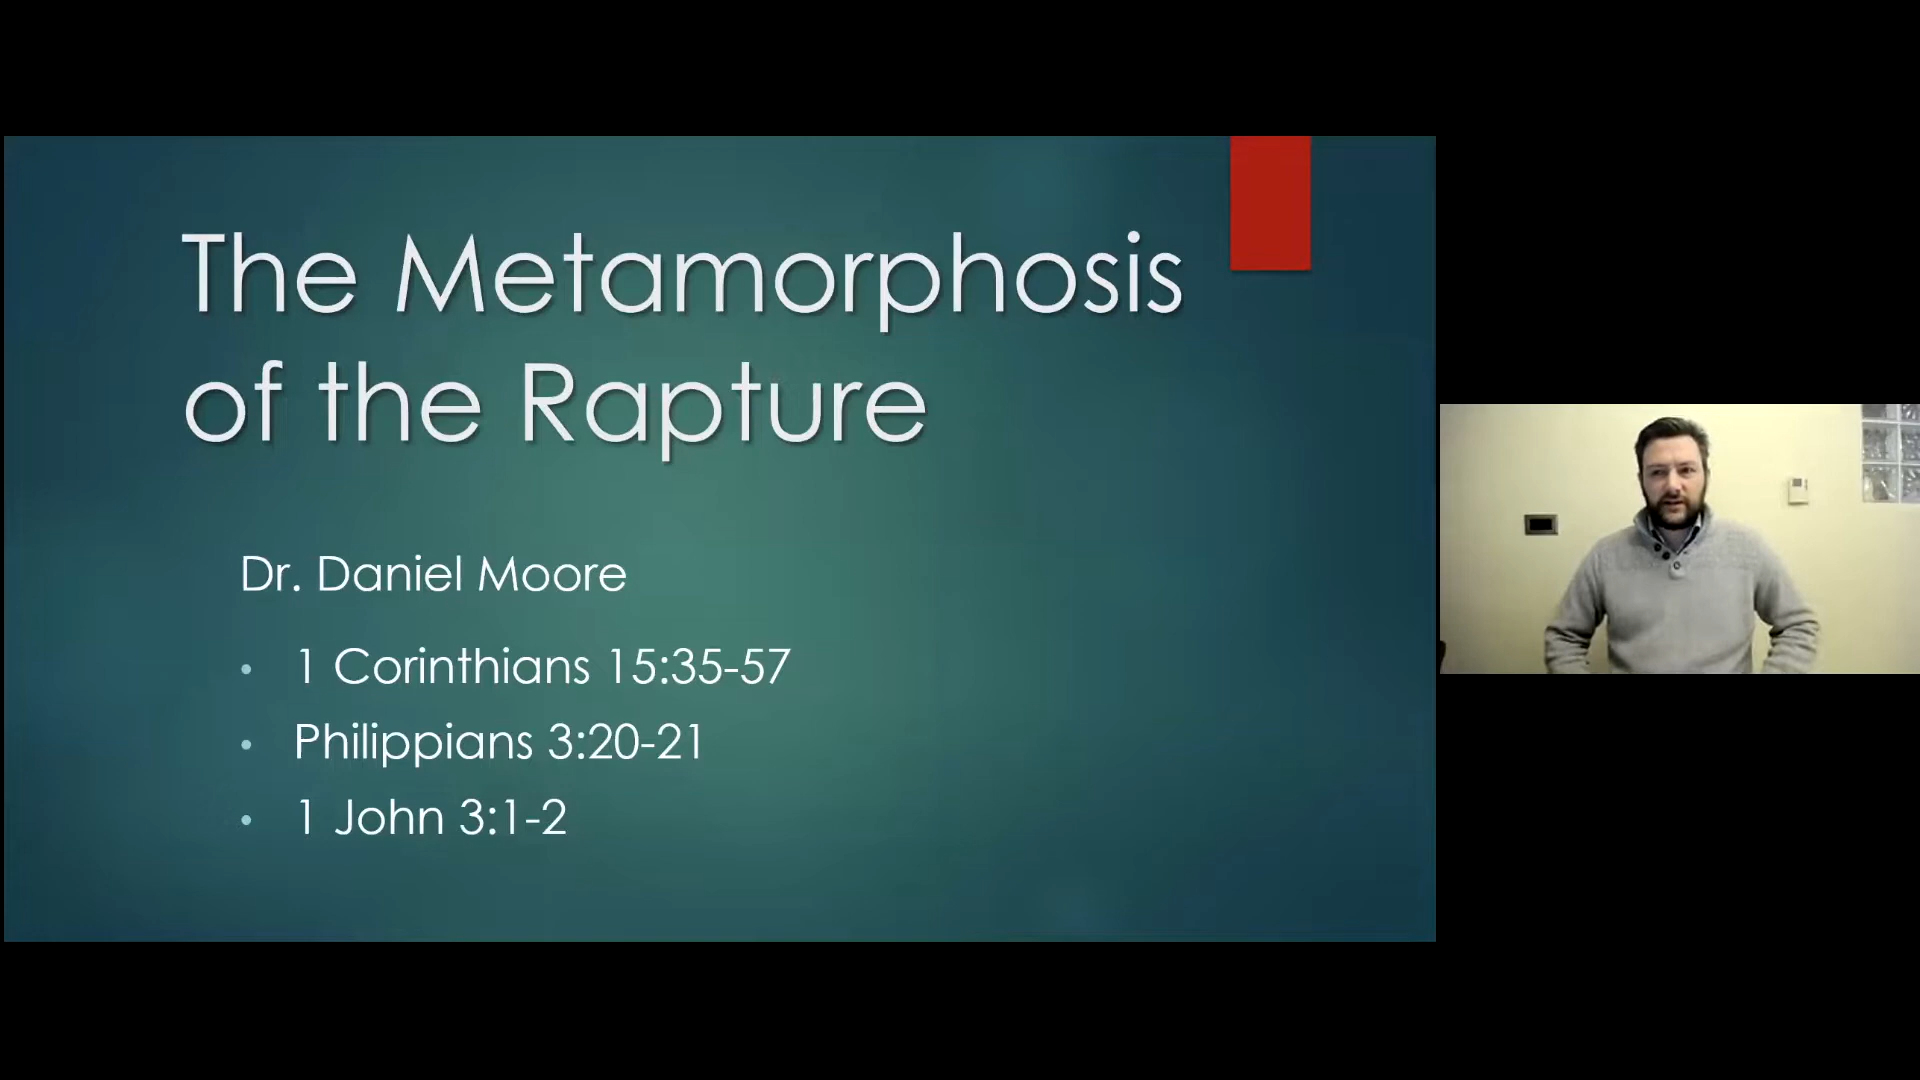 The Metamorphosis
of the Rapture
Dr. Daniel Moore
• 1 Corinthians 15:35-57
• Philippians 3:20-21
• 1 John 3:1-2